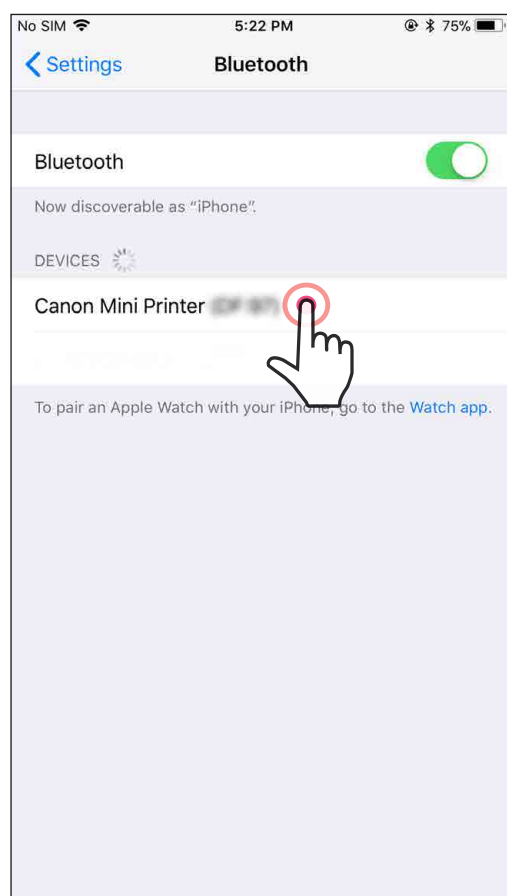 No SIM 5:22 PM 75%
Settings Bluetooth
Bluetooth
Now discoverable as “iPhone”.
DEVICES
Canon Mini Printer
To pair an Apple Watch with your iPhone, go to the Watch app.